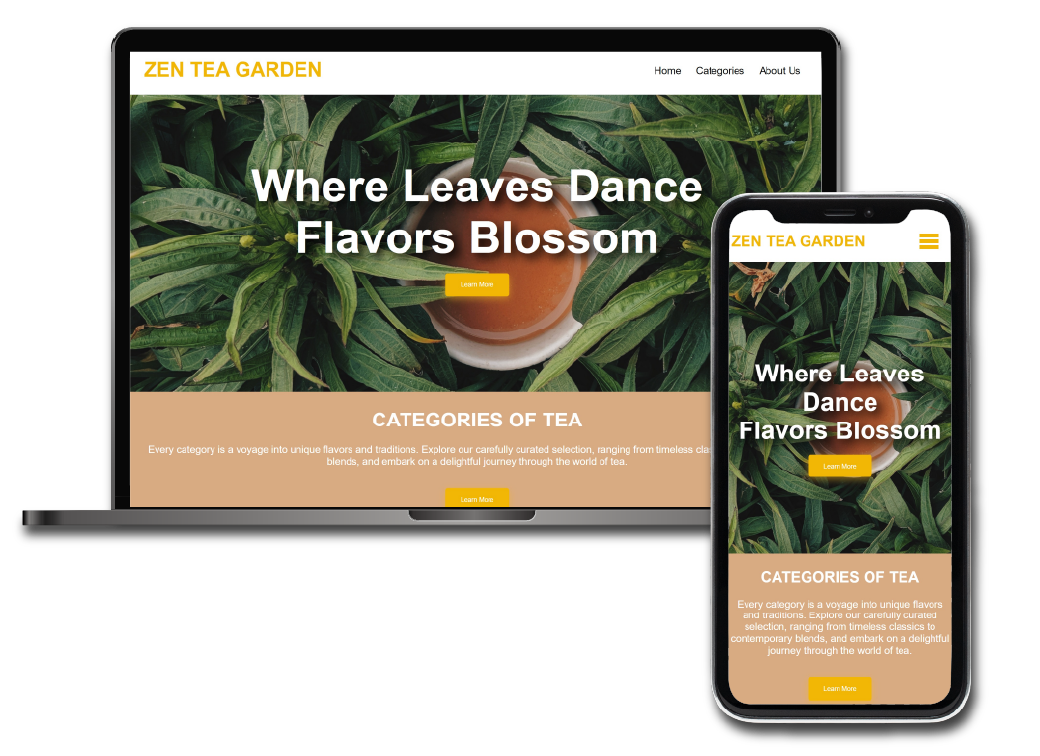 ZEN TEA GARDEN
Home Categories About Us
Where Leaves Dance
Flavors Blossom
Learn More
CATEGORIES OF TEA
Every category is a voyage into unique flavors and traditions. Explore our carefully curated selection, ranging from timeless
blends, and embark on a delightful journey through the world of tea.
Learn More
ZEN TEA GARDEN
Where Leaves
Dance
Flavors Blossom
Learn More
CATEGORIES OF TEA
Every category is a voyage into unique flavors
and traditions. Explore our carefully curated
selection, ranging from timeless classics to
contemporary blends, and embark on a delightful
journey through the world of tea.
Learn More